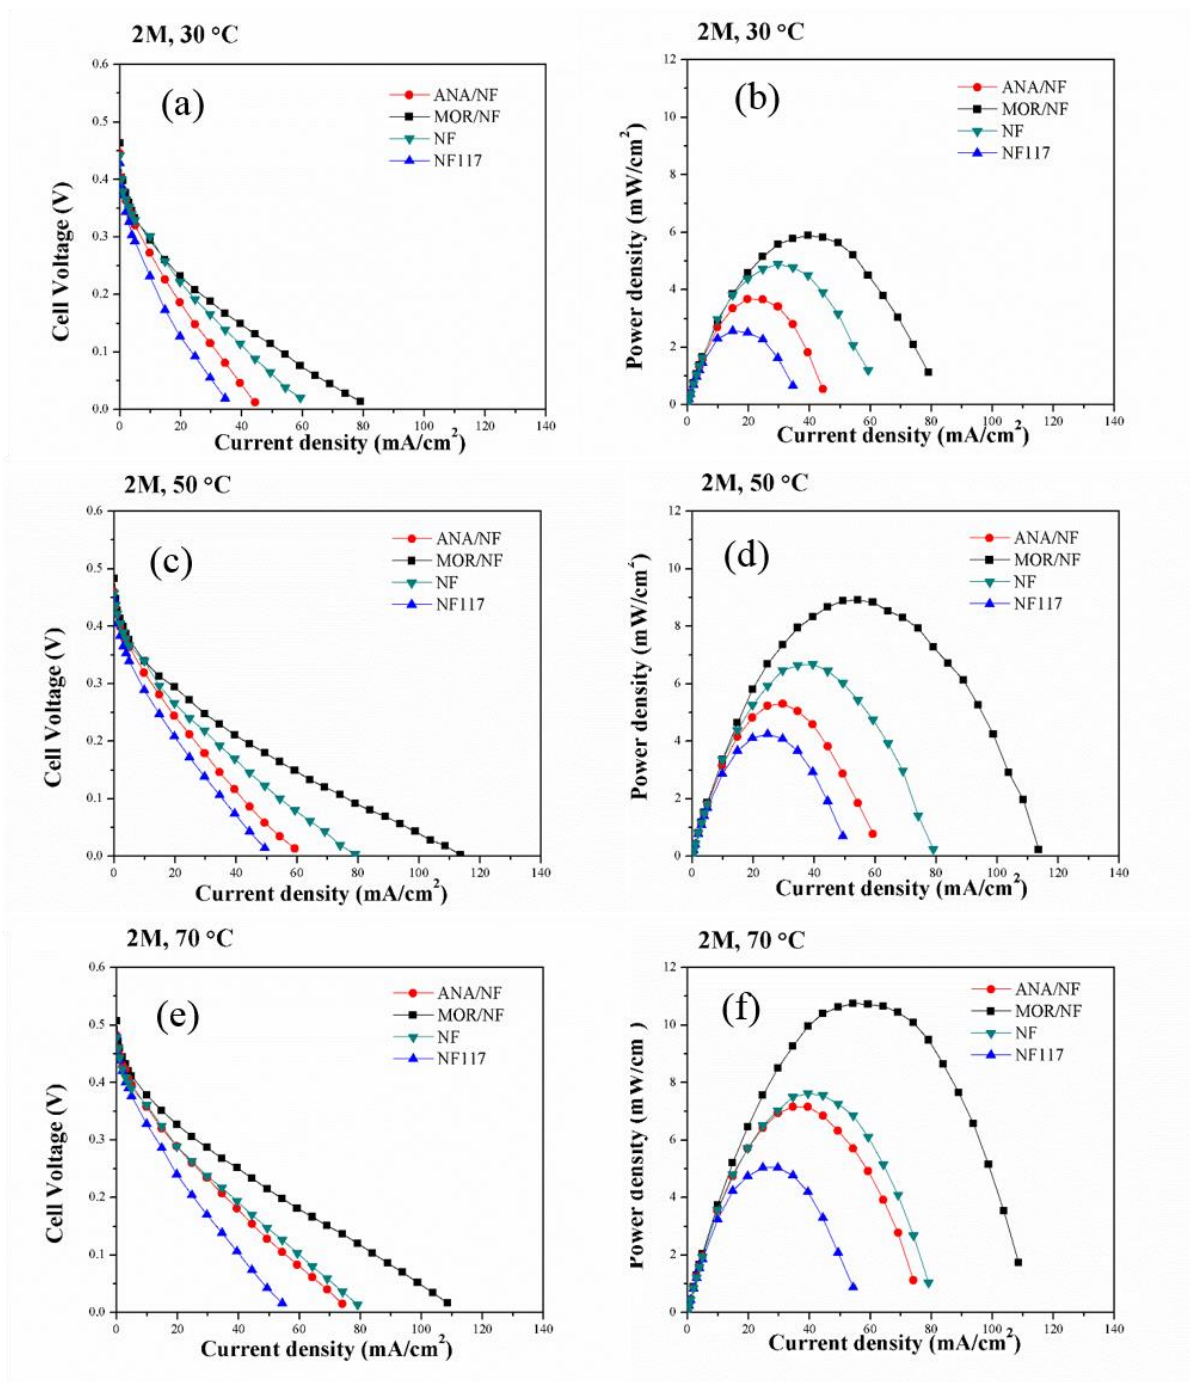 2M, 30 °C
(a)
ANA/NF
MOR/NF
NF
NF117
Cell Voltage (V)
0.6
0.5
0.4
0.3
0.2
0.1
0.0
0 20 40 60 80 100 120 140
Current density (mA/cm²)
2M, 30 °C
(b)
ANA/NF
MOR/NF
NF
NF117
Power density (mW/cm²)
12
10
8
6
4
2
0
0 20 40 60 80 100 120 140
Current density (mA/cm²)
2M, 50 °C
(c)
ANA/NF
MOR/NF
NF
NF117
Cell Voltage (V)
0.6
0.5
0.4
0.3
0.2
0.1
0.0
0 20 40 60 80 100 120 140
Current density (mA/cm²)
2M, 50 °C
(d)
ANA/NF
MOR/NF
NF
NF117
Power density (mW/cm²)
12
10
8
6
4
2
0
0 20 40 60 80 100 120 140
Current density (mA/cm²)
2M, 70 °C
(e)
ANA/NF
MOR/NF
NF
NF117
Cell Voltage (V)
0.6
0.5
0.4
0.3
0.2
0.1
0.0
0 20 40 60 80 100 120 140
Current density (mA/cm²)
2M, 70 °C
(f)
ANA/NF
MOR/NF
NF
NF117
Power density (mW/cm )
12
10
8
6
4
2
0
0 20 40 60 80 100 120 140
Current density (mA/cm²)